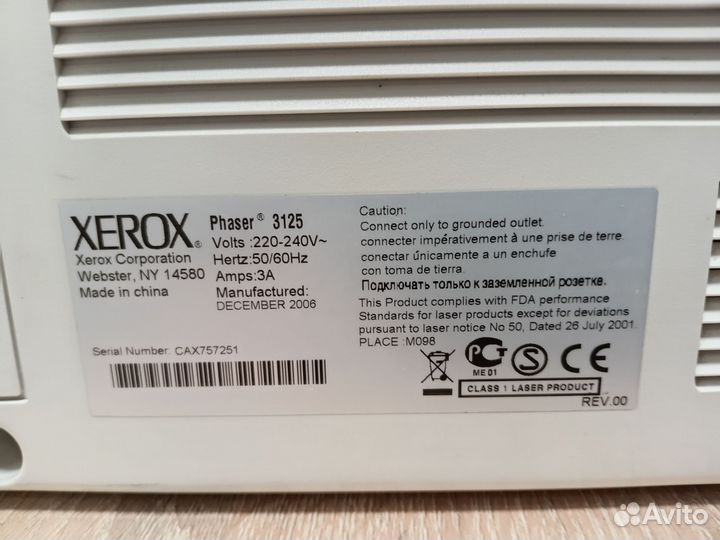 XEROX®
Xerox Corporation
Webster, NY 14580
Made in china
Phaser® 3125
Volts :220-240V~
Hertz:50/60Hz
Amps:3A
Manufactured:
DECEMBER 2006
Serial Number: CAX757251
Caution:
Connect only to grounded outlet.
connecter impérativement à une prise de terre.
conectar únicamente a un enchufe
con toma de tierra.
Подключать только к заземленной розетке.
This Product complies with FDA performance
Standards for laser products except for deviations
pursuant to laser notice No 50, Dated 26 July 2001.
PLACE :M098
РСТ S CE
ME 01
CLASS 1 LASER PRODUCT
REV.00
Avito